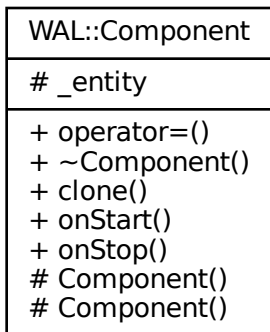 WAL::Component
# _entity
+ operator=()
+ ~Component()
+ clone()
+ onStart()
+ onStop()
# Component()
# Component()